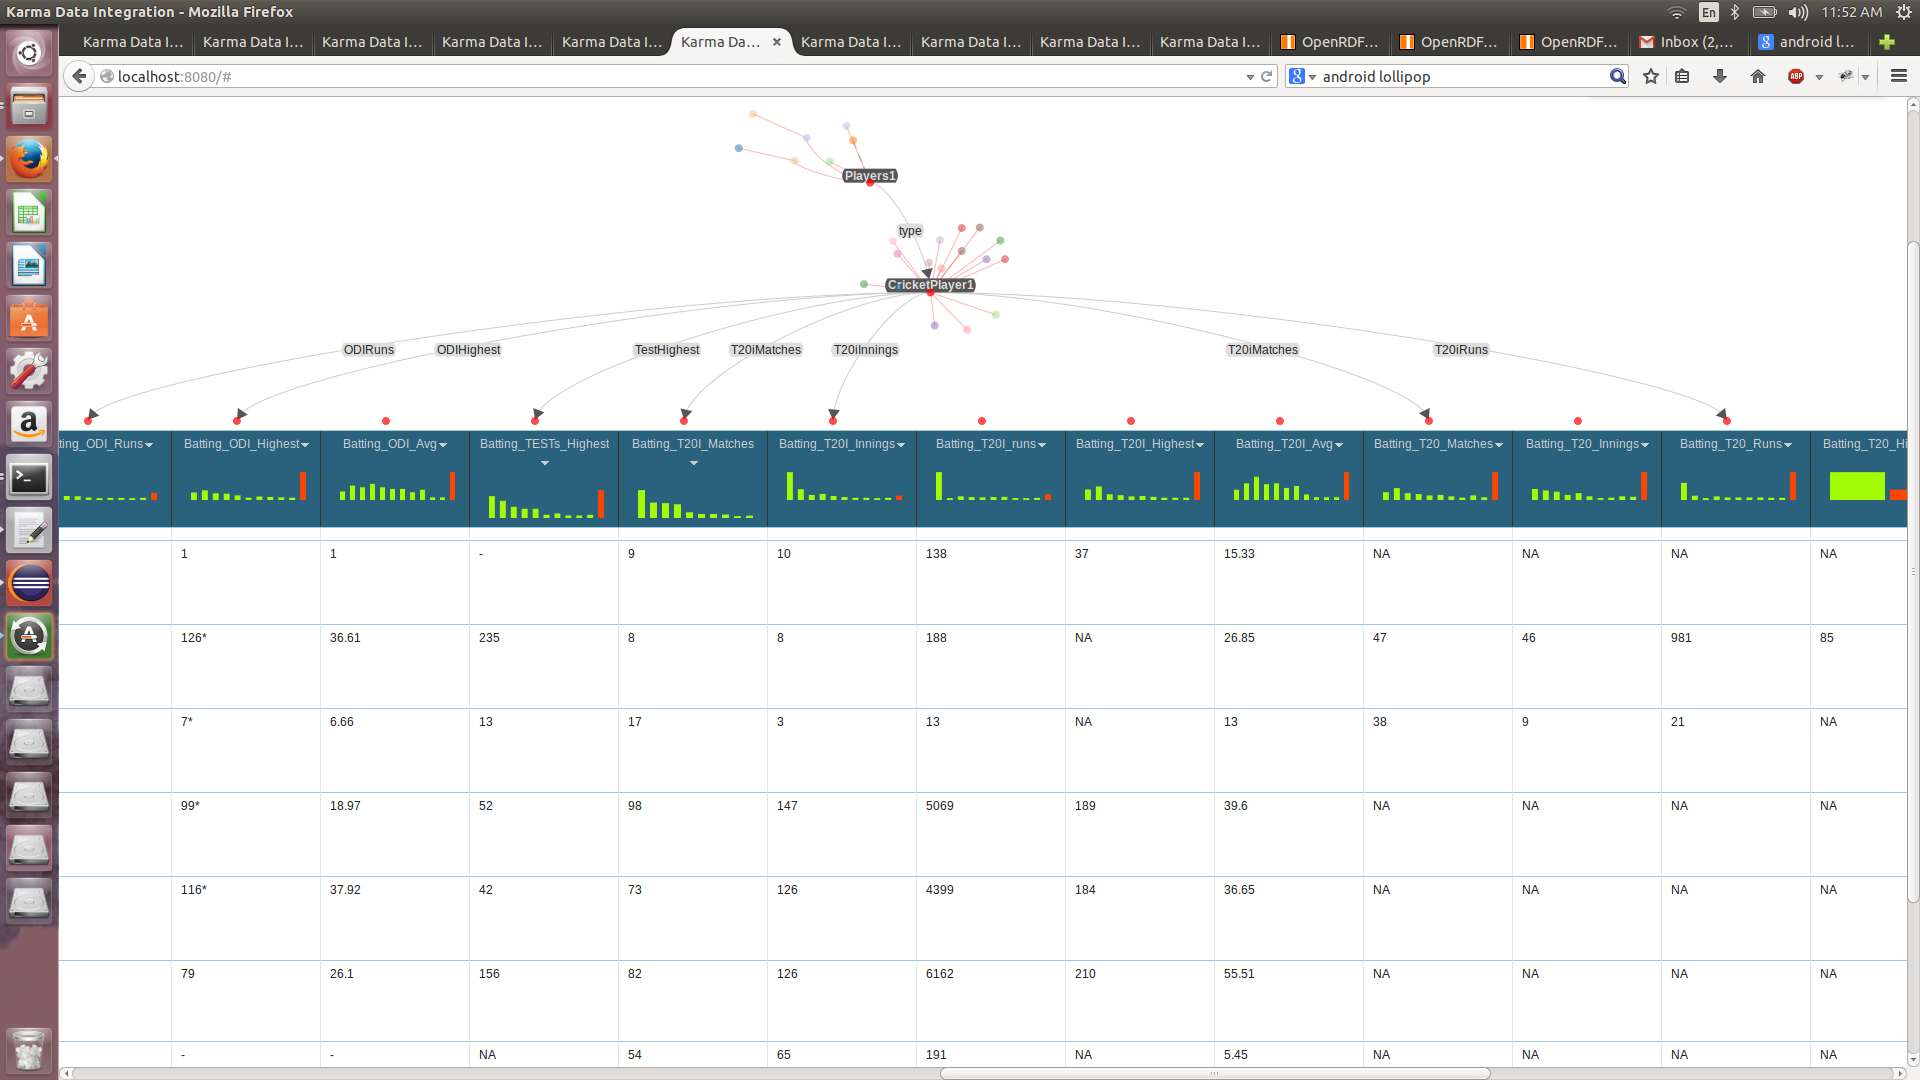 Karma Data Integration - Mozilla Firefox
En
11:52 AM
Karma Data I... Karma Data I... Karma Data I... Karma Data I... Karma Data I... Karma Da... Karma Data I... Karma Data I... Karma Data I... Karma Data I... OpenRDF... OpenRDF... OpenRDF... Inbox (2,... android l...
localhost:8080/#
android lollipop
ABP
Players1
type
CricketPlayer1
ODIRuns ODIHighest TestHighest T20iMatches T20iInnings T20iMatches T20iRuns
ting_ODI_Runs Batting_ODI_Highest Batting_ODI_Avg Batting_TESTs_Highest Batting_T20I_Matches Batting_T20I_Innings Batting_T20I_runs Batting_T20I_Highest Batting_T20I_Avg Batting_T20_Matches Batting_T20_Innings Batting_T20_Runs Batting_T20_Hi
1 1 - 9 10 138 37 15.33 NA NA NA NA
126* 36.61 235 8 8 188 NA 26.85 47 46 981 85
7* 6.66 13 17 3 13 NA 13 38 9 21 NA
99* 18.97 52 98 147 5069 189 39.6 NA NA NA NA
116* 37.92 42 73 126 4399 184 36.65 NA NA NA NA
79 26.1 156 82 126 6162 210 55.51 NA NA NA NA
- - NA 54 65 191 NA 5.45 NA NA NA NA